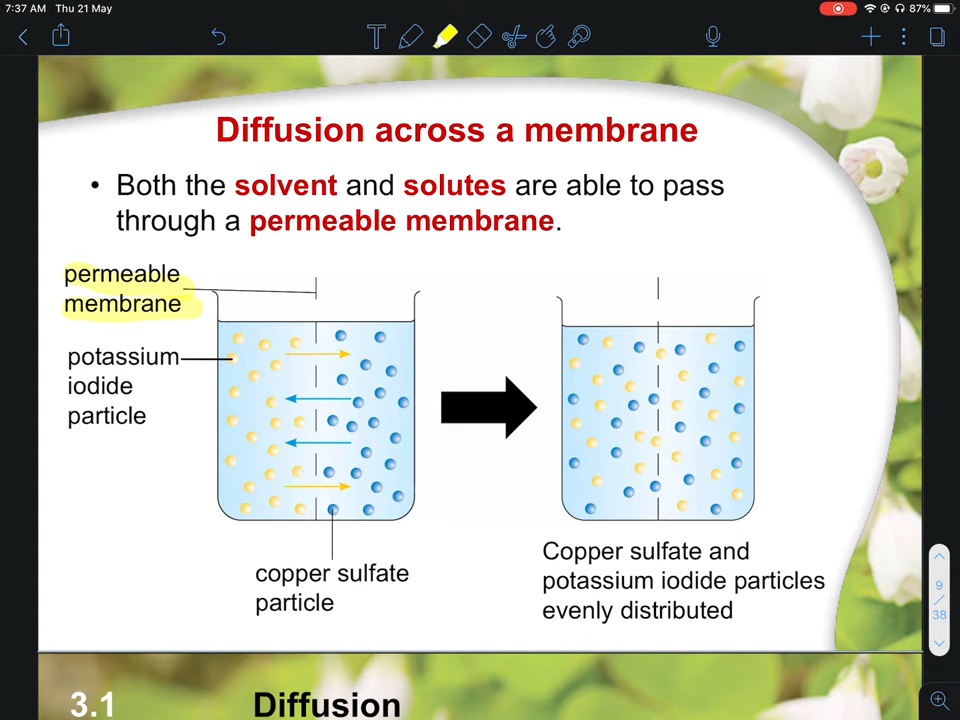 7:37 AM Thu 21 May
87%
Diffusion across a membrane
• Both the solvent and solutes are able to pass
through a permeable membrane.
permeable
membrane
potassium
iodide
particle
copper sulfate
particle
Copper sulfate and
potassium iodide particles
evenly distributed
9
/
38
3.1 Diffusion